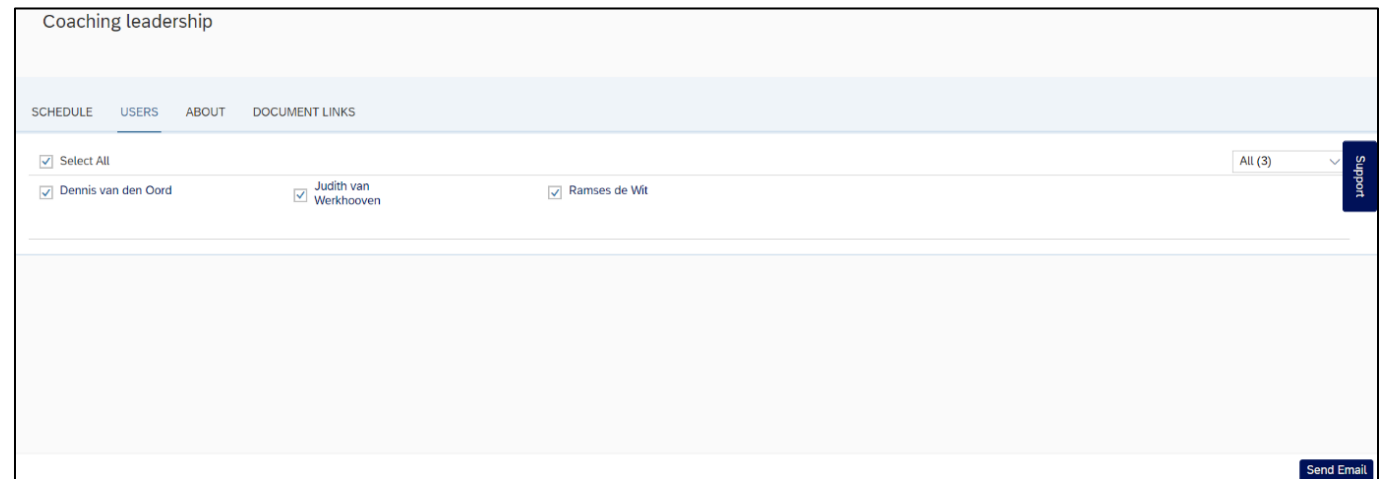 Coaching leadership
SCHEDULE USERS ABOUT DOCUMENT LINKS
Select All All (3)
Support
Dennis van den Oord Judith van Werkhooven Ramses de Wit
Send Email